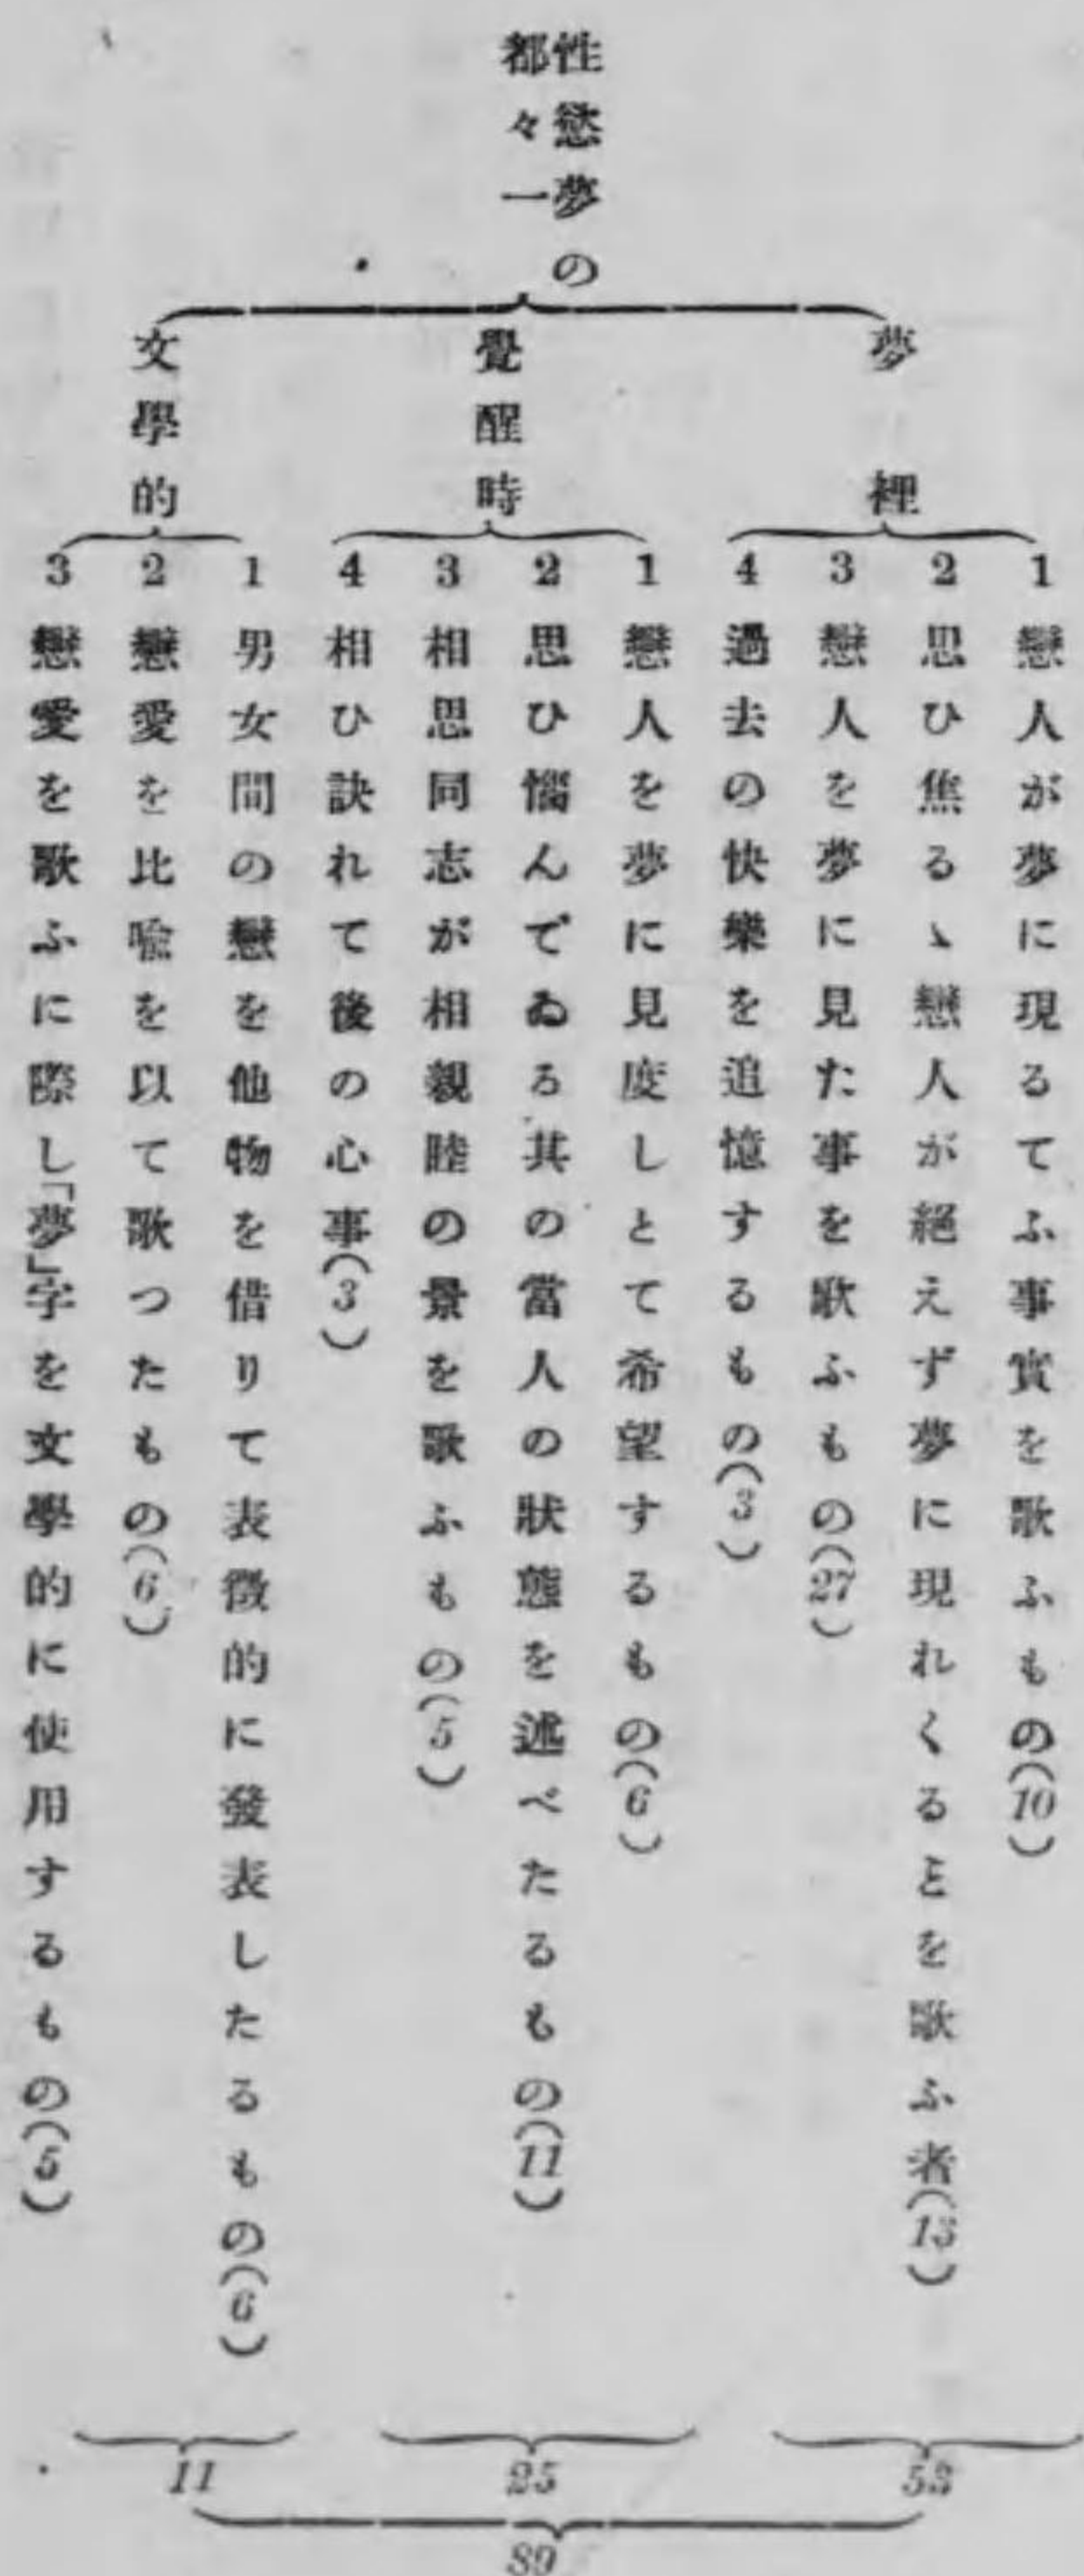 性慾夢の
都々一
夢裡
1 戀人が夢に現るてふ事實を歌ふもの(10)
2 思ひ焦るゝ戀人が絕えず夢に現れくるとを歌ふ者(13)
3 戀人を夢に見た事を歌ふもの(27)
4 過去の快樂を追憶するもの(3)
53
覺醒時
1 戀人を夢に見度しとて希望するもの(6)
2 思ひ惱んでゐる其の當人の狀態を述べたるもの(11)
3 相思同志が相親睦の景を歌ふもの(5)
4 相ひ訣れて後の心事(3)
25
文學的
1 男女間の戀を他物を借りて表徵的に發表したるもの(6)
2 戀愛を比喩を以て歌つたもの(6)
3 戀愛を歌ふに際し「夢」字を文學的に使用するもの(5)
11
89